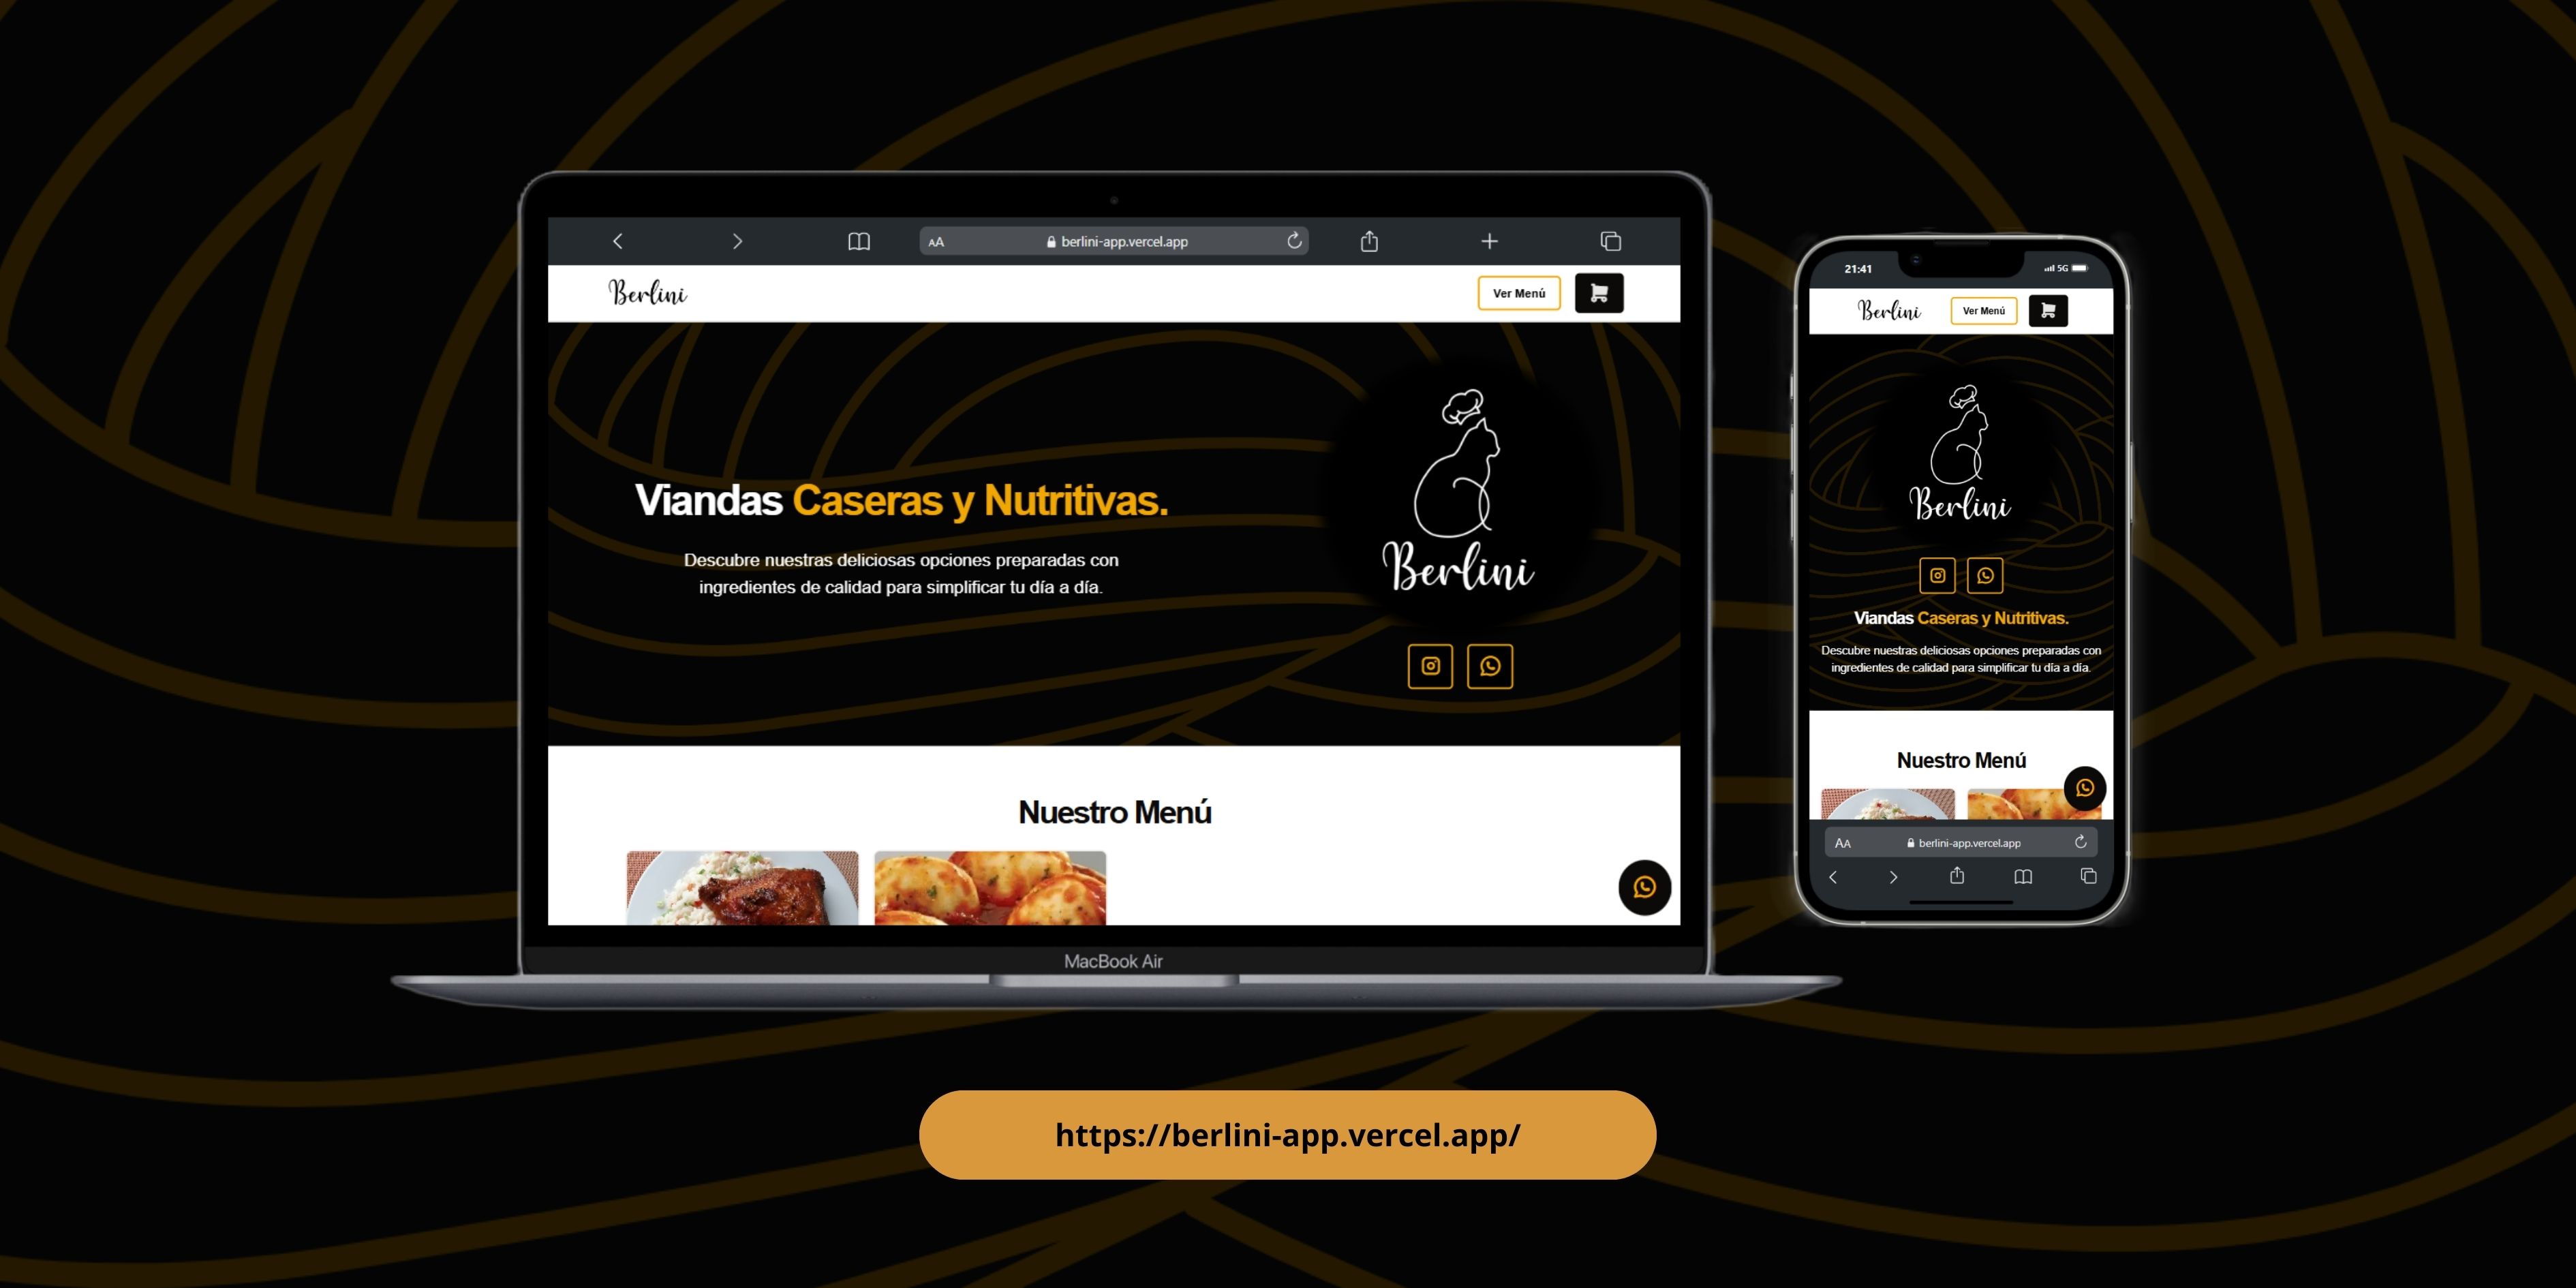 AA berlini-app.vercel.app
Berlini Ver Menú
Berlini
Viandas Caseras y Nutritivas.
Descubre nuestras deliciosas opciones preparadas con
ingredientes de calidad para simplificar tu día a día.
Nuestro Menú
MacBook Air
21:41 5G
Berlini Ver Menú
Berlini
Viandas Caseras y Nutritivas.
Descubre nuestras deliciosas opciones preparadas con
ingredientes de calidad para simplificar tu día a día.
Nuestro Menú
AA berlini-app.vercel.app
https://berlini-app.vercel.app/